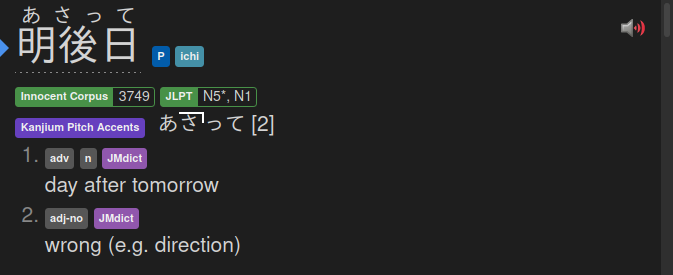 あさって
明後日 P ichi
Innocent Corpus 3749 JLPT N5*, N1
Kanjium Pitch Accents あさって [2]
1. adv n JMdict
day after tomorrow
2. adj-no JMdict
wrong (e.g. direction)